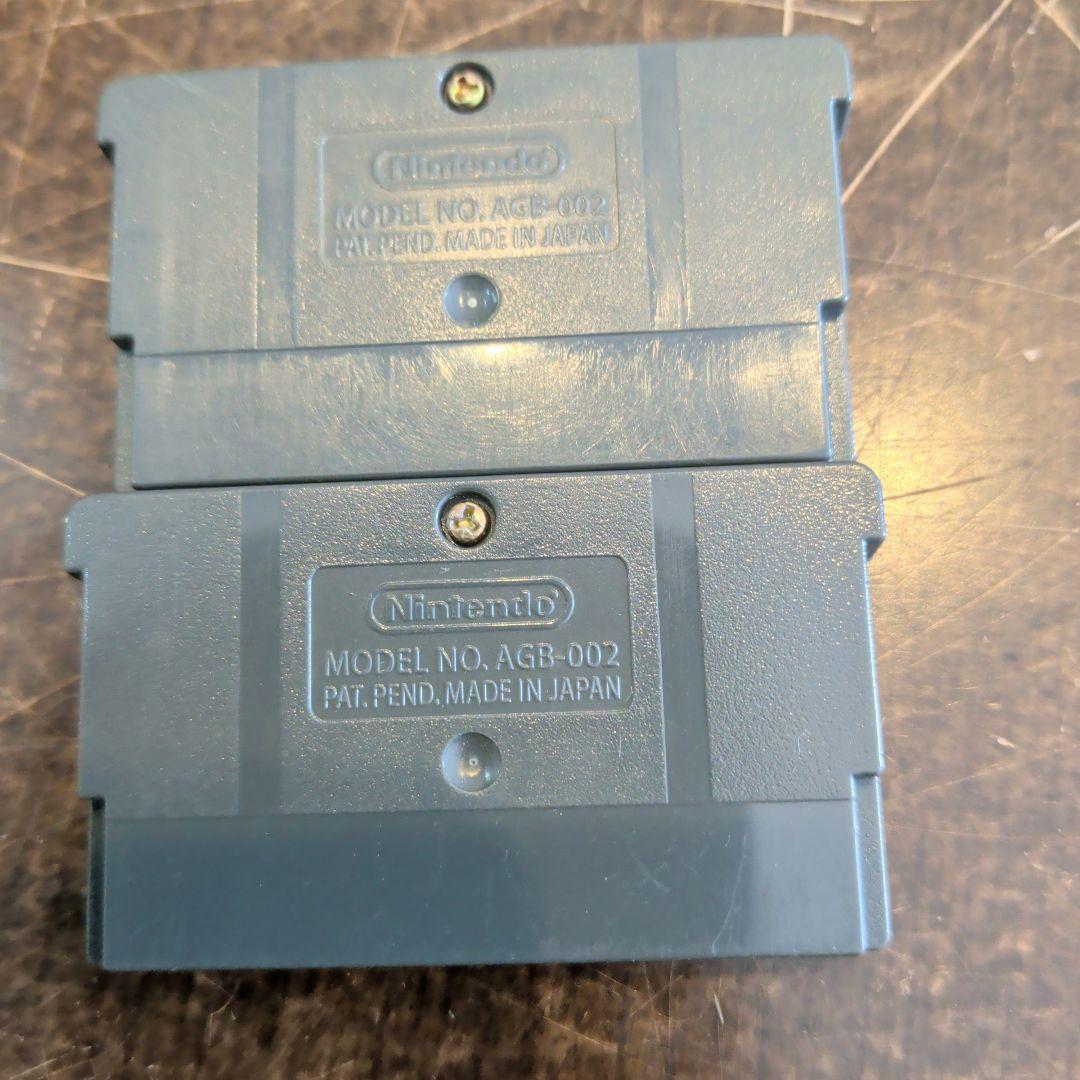 Nintendo
MODEL NO. AGB-002
PAT. PEND. MADE IN JAPAN
Nintendo
MODEL NO. AGB-002
PAT. PEND. MADE IN JAPAN